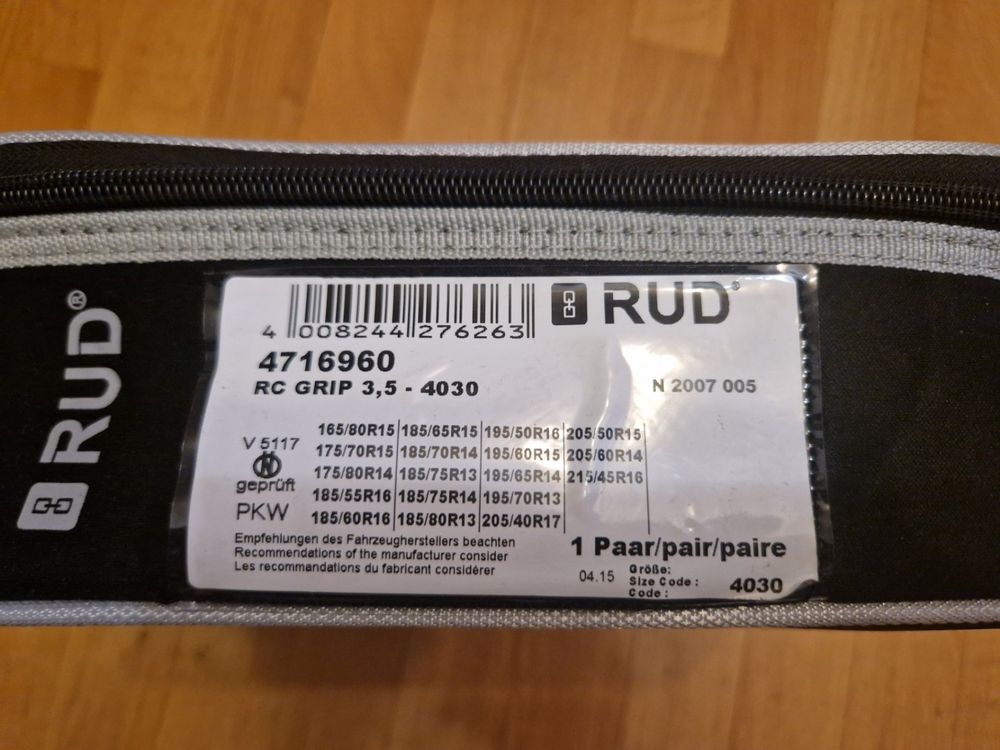 RUD®
4 008244 276263
RUD®
4716960
RC GRIP 3,5 - 4030
N 2007 005
V 5117
geprüft
PKW
165/80R15 185/65R15 195/50R16 205/50R15
175/70R15 185/70R14 195/60R15 205/60R14
175/80R14 185/75R13 195/65R14 215/45R16
185/55R16 185/75R14 195/70R13
185/60R16 185/80R13 205/40R17
Empfehlungen des Fahrzeugherstellers beachten
Recommendations of the manufacturer consider
Les recommandations du fabricant considérer
1 Paar/pair/paire
04.15
Größe:
Size Code :
Code :
4030